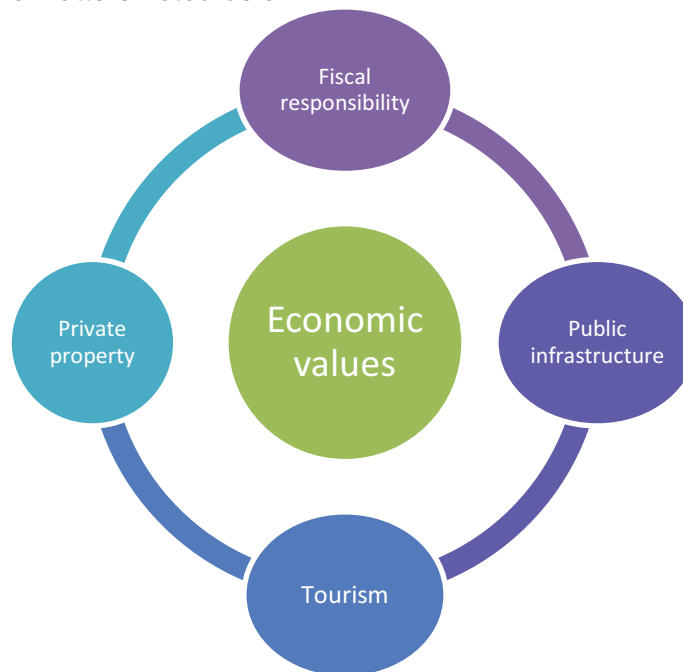 Fiscal
responsibility
Economic
values
Private
property
Public
infrastructure
Tourism